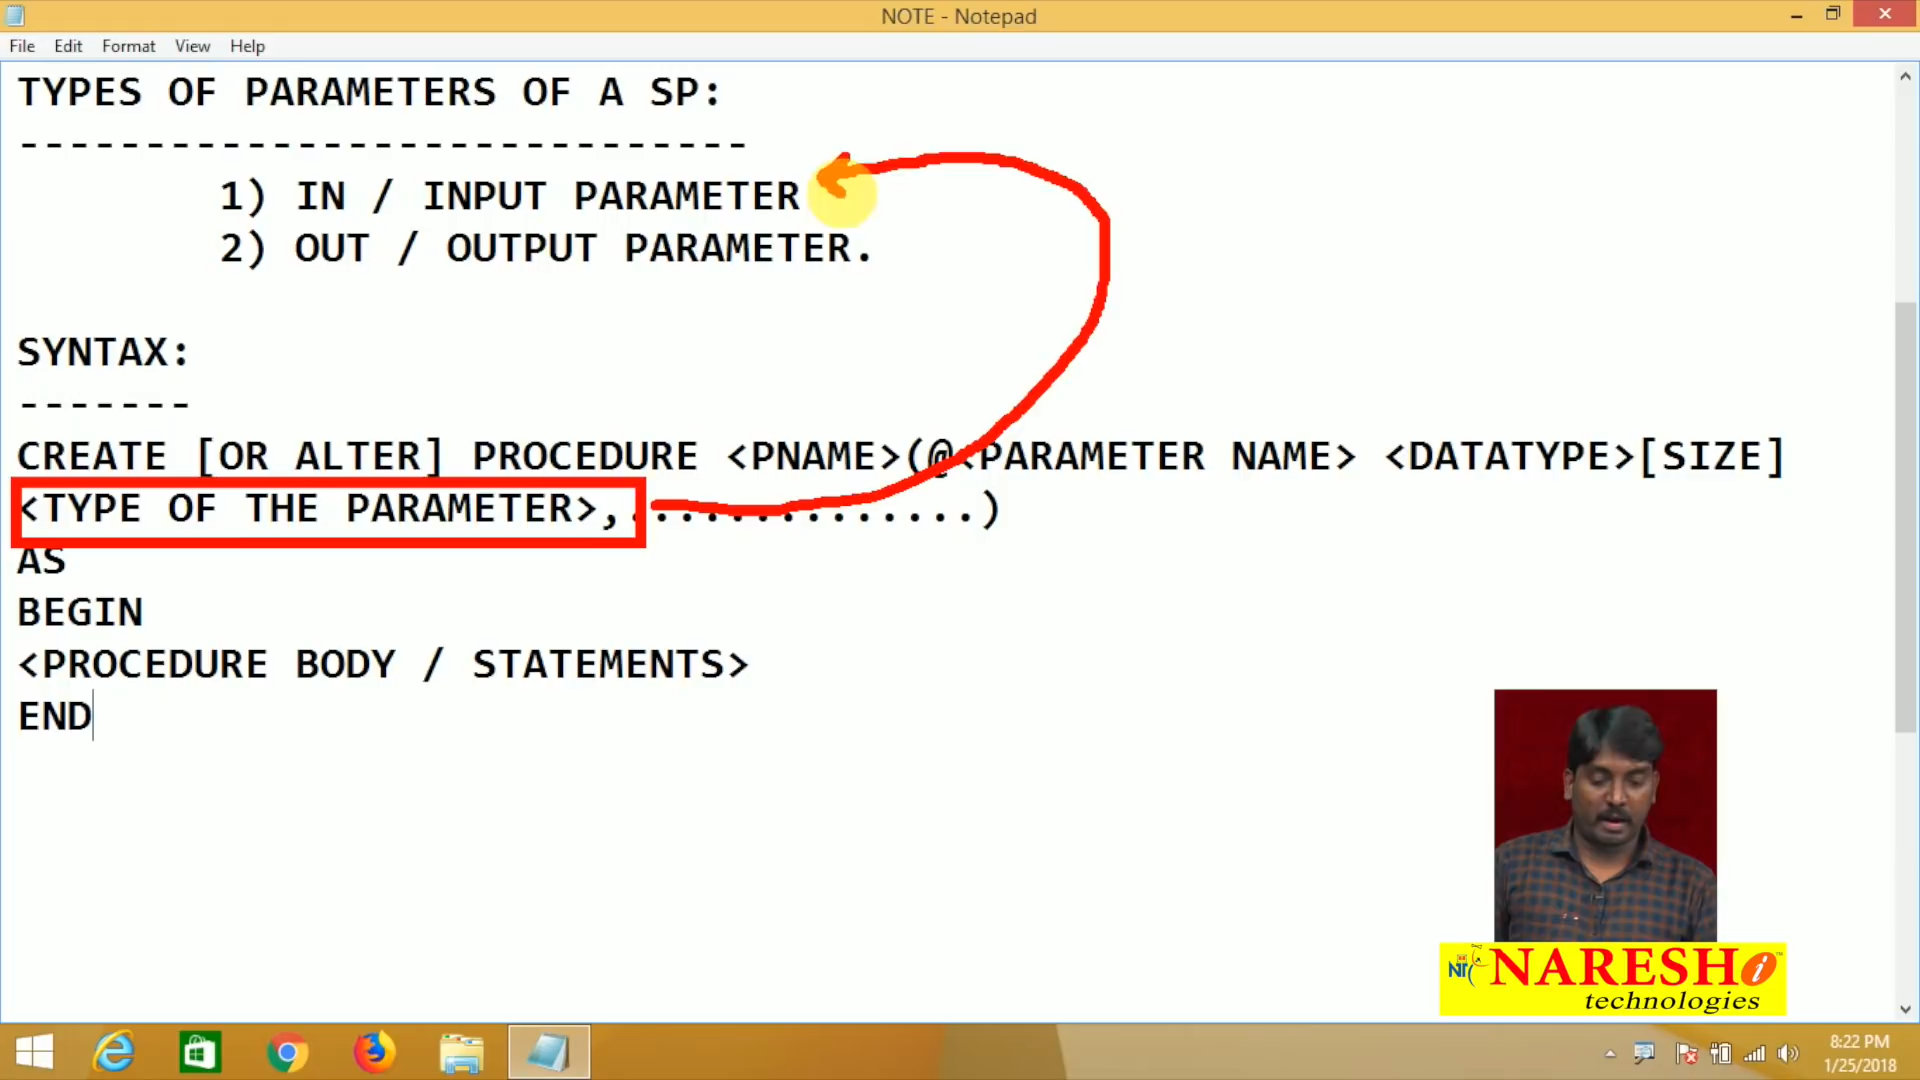 NOTE - Notepad
File Edit Format View Help
TYPES OF PARAMETERS OF A SP:
-----------------------------
1) IN / INPUT PARAMETER
2) OUT / OUTPUT PARAMETER.
SYNTAX:
-------
CREATE [OR ALTER] PROCEDURE <PNAME>(@<PARAMETER NAME> <DATATYPE>[SIZE]
<TYPE OF THE PARAMETER>,..............)
AS
BEGIN
<PROCEDURE BODY / STATEMENTS>
END
NARESH i
technologies
8:22 PM
1/25/2018